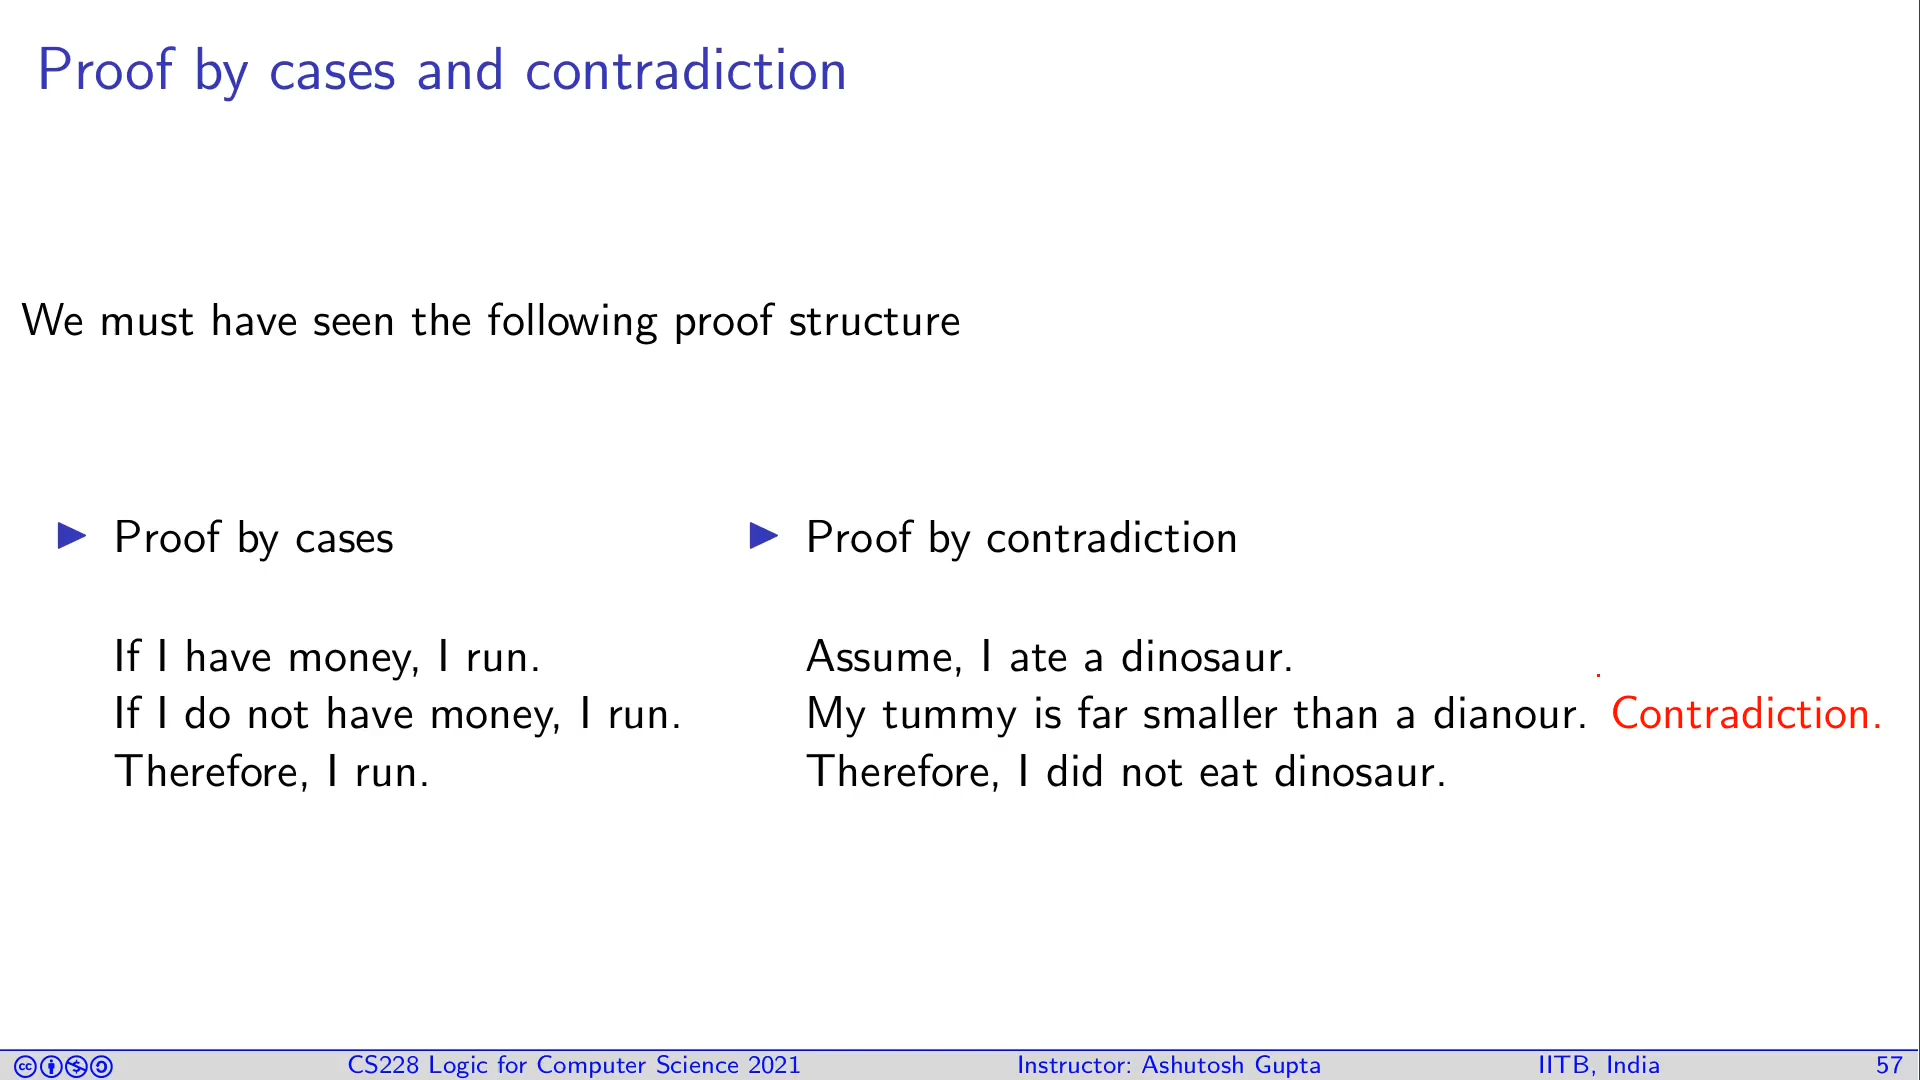 Proof by cases and contradiction
We must have seen the following proof structure
▶ Proof by cases
If I have money, I run.
If I do not have money, I run.
Therefore, I run.
▶ Proof by contradiction
Assume, I ate a dinosaur.
My tummy is far smaller than a dianour. Contradiction.
Therefore, I did not eat dinosaur.
CS228 Logic for Computer Science 2021 Instructor: Ashutosh Gupta IITB, India 57